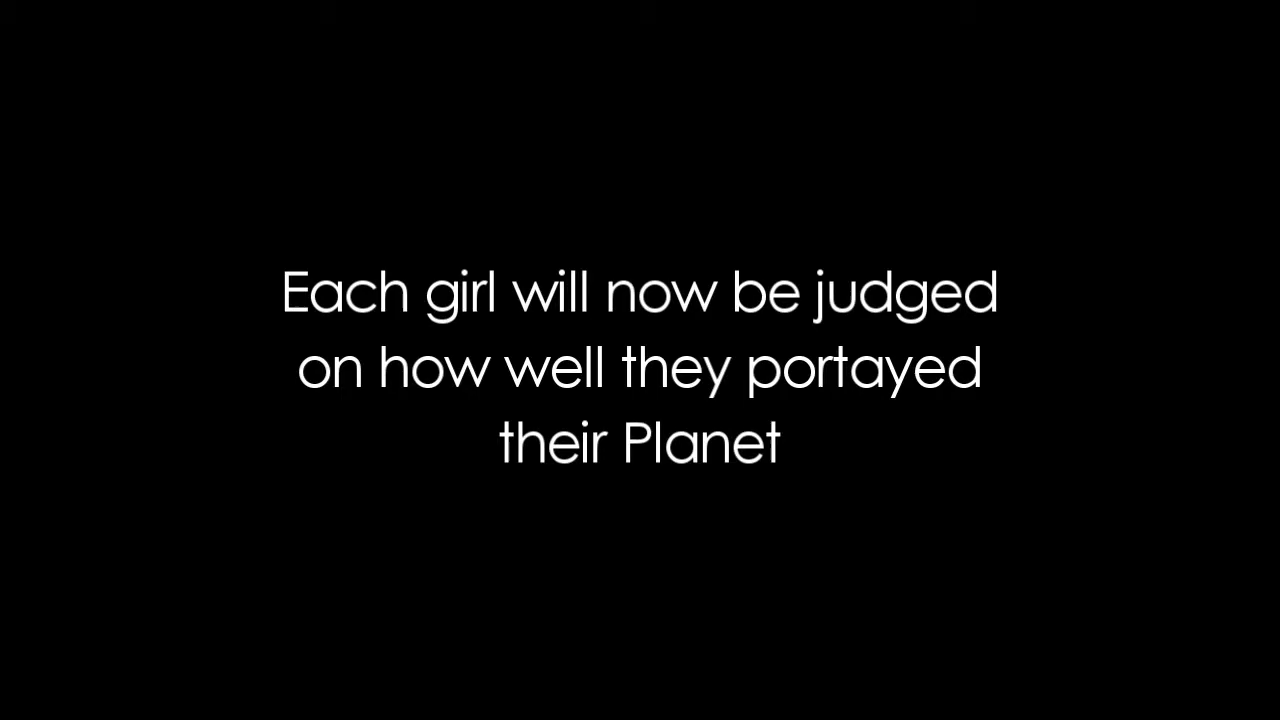 Each girl will now be judged
on how well they portayed
their Planet